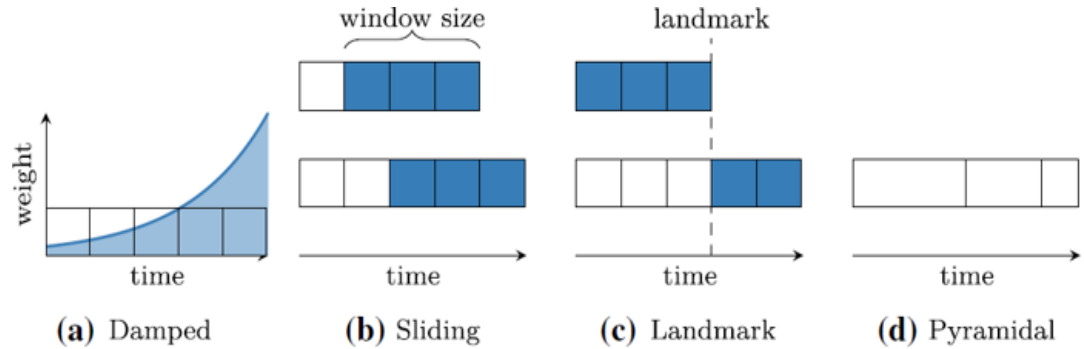 window size
landmark
weight
time
time
time
time
(a) Damped
(b) Sliding
(c) Landmark
(d) Pyramidal